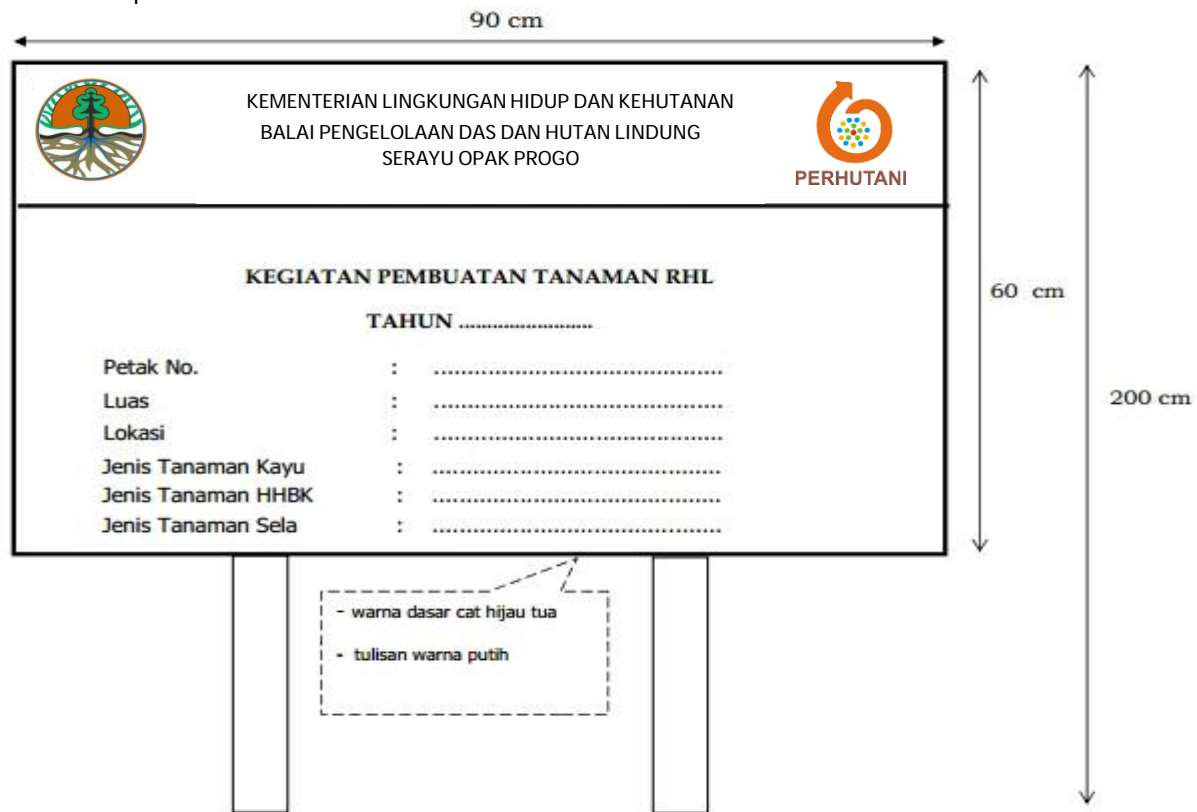 90 cm
KEMENTERIAN LINGKUNGAN HIDUP DAN KEHUTANAN
BALAI PENGELOLAAN DAS DAN HUTAN LINDUNG
SERAYU OPAK PROGO
PERHUTANI
KEGIATAN PEMBUATAN TANAMAN RHL
TAHUN .........................
Petak No. : ...........................................
Luas : ...........................................
Lokasi : ...........................................
Jenis Tanaman Kayu : ...........................................
Jenis Tanaman HHBK : ...........................................
Jenis Tanaman Sela : ...........................................
60 cm
200 cm
- warna dasar cat hijau tua
- tulisan warna putih